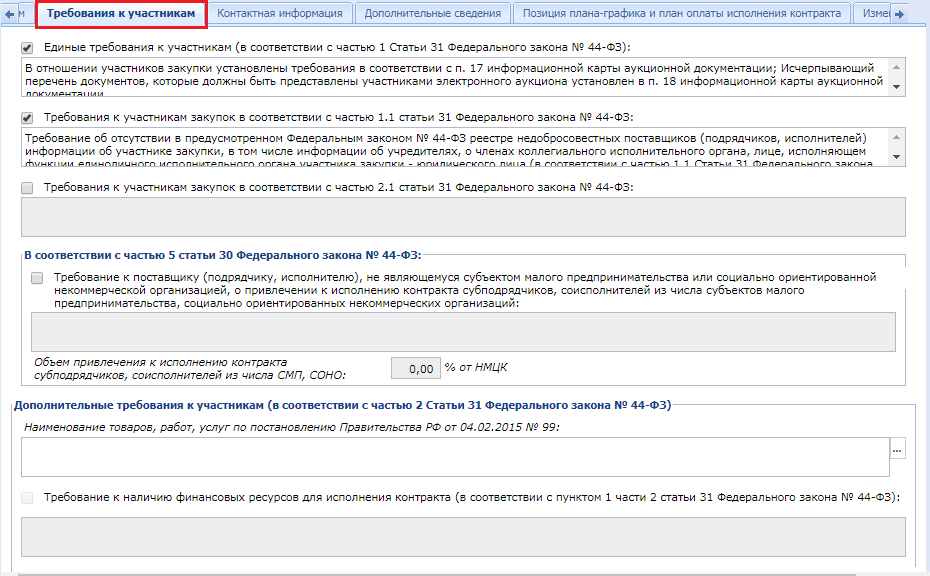 м Требования к участникам Контактная информация Дополнительные сведения Позиция плана-графика и план оплаты исполнения контракта Изме
Единые требования к участникам (в соответствии с частью 1 Статьи 31 Федерального закона № 44-ФЗ):
В отношении участников закупки установлены требования в соответствии с п. 17 информационной карты аукционной документации; Исчерпывающий
перечень документов, которые должны быть представлены участниками электронного аукциона установлен в п. 18 информационной карты аукционной
документации
Требования к участникам закупок в соответствии с частью 1.1 статьи 31 Федерального закона № 44-ФЗ:
Требование об отсутствии в предусмотренном Федеральным законом № 44-ФЗ реестре недобросовестных поставщиков (подрядчиков, исполнителей)
информации об участнике закупки, в том числе информации об учредителях, о членах коллегиального исполнительного органа, лице, исполняющем
функции единоличного исполнительного органа участника закупки - юридического лица (в соответствии с частью 1.1 Статьи 31 Федерального закона
Требования к участникам закупок в соответствии с частью 2.1 статьи 31 Федерального закона № 44-ФЗ:
В соответствии с частью 5 статьи 30 Федерального закона № 44-ФЗ:
Требование к поставщику (подрядчику, исполнителю), не являющемуся субъектом малого предпринимательства или социально ориентированной
некоммерческой организацией, о привлечении к исполнению контракта субподрядчиков, соисполнителей из числа субъектов малого
предпринимательства, социально ориентированных некоммерческих организаций:
Объем привлечения к исполнению контракта
субподрядчиков, соисполнителей из числа СМП, СОНО: 0,00 % от НМЦК
Дополнительные требования к участникам (в соответствии с частью 2 Статьи 31 Федерального закона № 44-ФЗ)
Наименование товаров, работ, услуг по постановлению Правительства РФ от 04.02.2015 № 99:
...
Требование к наличию финансовых ресурсов для исполнения контракта (в соответствии с пунктом 1 части 2 статьи 31 Федерального закона № 44-ФЗ):